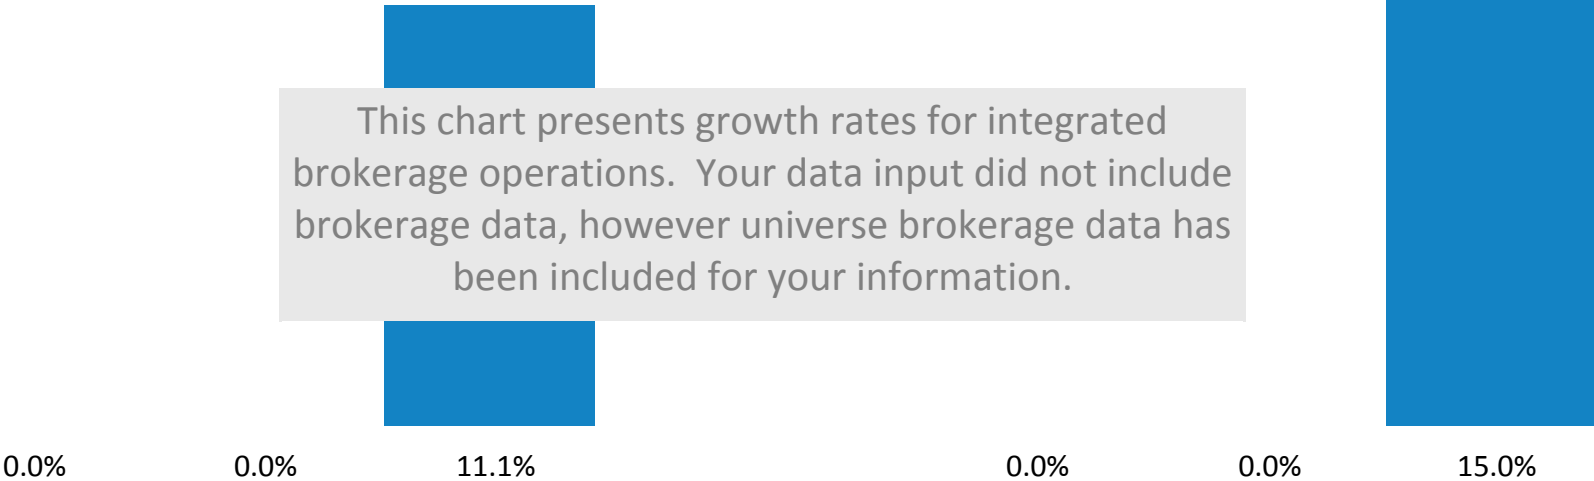 This chart presents growth rates for integrated
brokerage operations.  Your data input did not include
brokerage data, however universe brokerage data has
been included for your information.
0.0% 0.0% 11.1% 0.0% 0.0% 15.0%